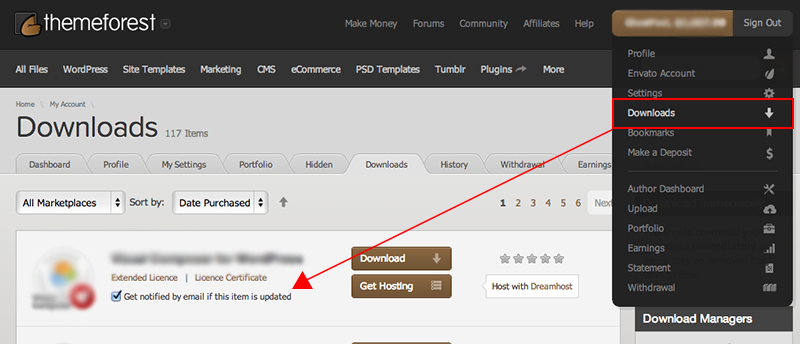 themeforest
Make Money Forums Community Affiliates Help
Sign Out
All Files WordPress Site Templates Marketing CMS eCommerce PSD Templates Tumblr Plugins More
Profile
Envato Account
Settings
Downloads
Bookmarks
Make a Deposit
Author Dashboard
Upload
Portfolio
Earnings
Statement
Withdrawal
Home \ My Account \
Downloads 117 Items
Dashboard Profile My Settings Portfolio Hidden Downloads History Withdrawal Earnings
All Marketplaces Sort by: Date Purchased
1 2 3 4 5 6 Next
Download
Extended Licence | Licence Certificate
Get Hosting
Host with Dreamhost
Get notified by email if this item is updated
Download Managers